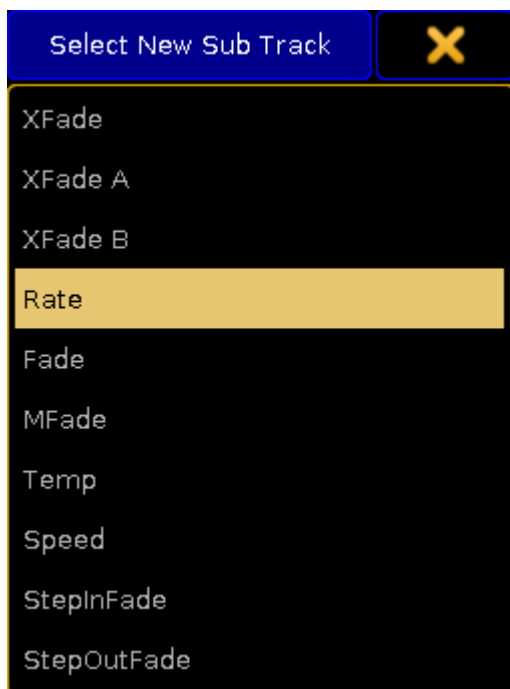 Select New Sub Track
XFade
XFade A
XFade B
Rate
Fade
MFade
Temp
Speed
StepInFade
StepOutFade